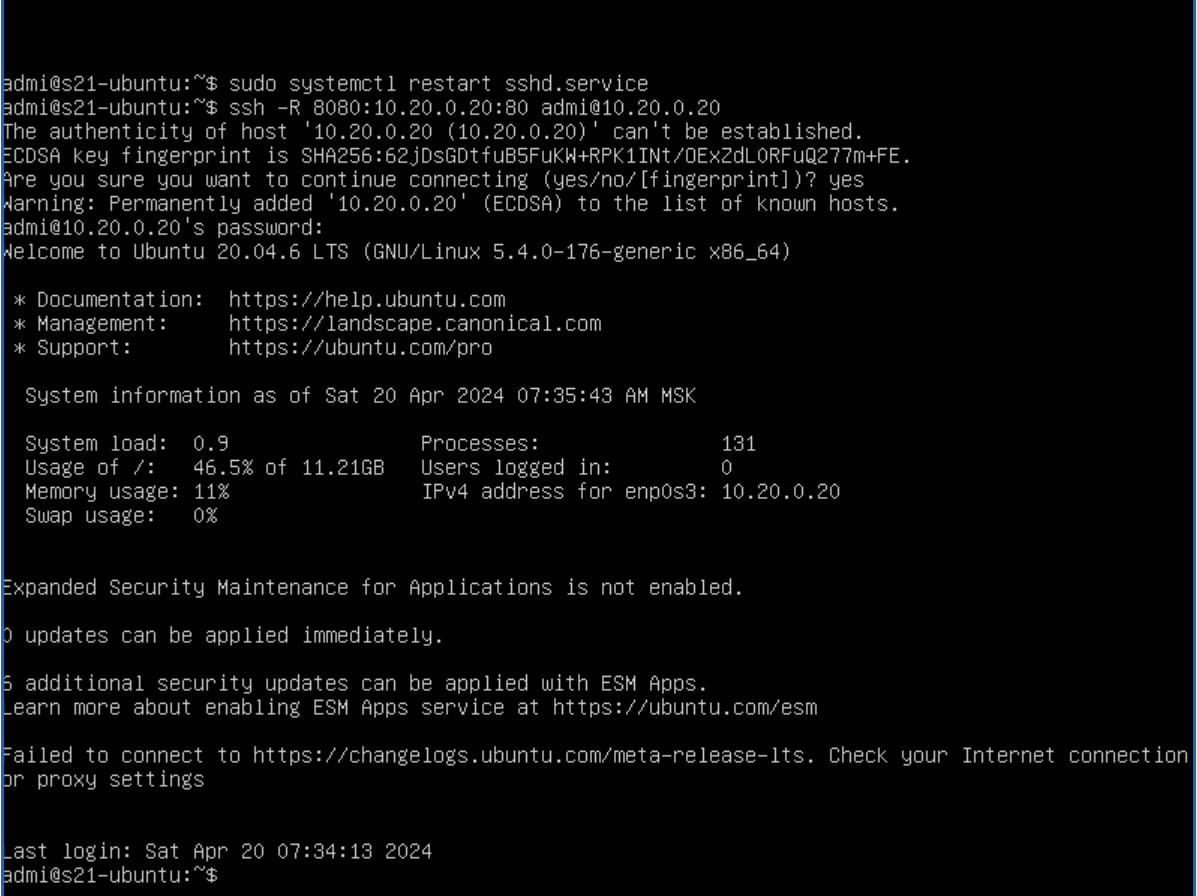 admi@s21-ubuntu:~$ sudo systemctl restart sshd.service
admi@s21-ubuntu:~$ ssh -R 8080:10.20.0.20:80 admi@10.20.0.20
The authenticity of host '10.20.0.20 (10.20.0.20)' can't be established.
ECDSA key fingerprint is SHA256:62jDsGDtfuB5FuKW+RPK1INt/OExZdLORFuQ277m+FE.
Are you sure you want to continue connecting (yes/no/[fingerprint])? yes
Warning: Permanently added '10.20.0.20' (ECDSA) to the list of known hosts.
admi@10.20.0.20's password:
Welcome to Ubuntu 20.04.6 LTS (GNU/Linux 5.4.0-176-generic x86_64)
* Documentation:  https://help.ubuntu.com
* Management:     https://landscape.canonical.com
* Support:        https://ubuntu.com/pro
System information as of Sat 20 Apr 2024 07:35:43 AM MSK
System load:  0.9                Processes:               131
Usage of /:   46.5% of 11.21GB   Users logged in:         0
Memory usage: 11%                IPv4 address for enp0s3: 10.20.0.20
Swap usage:   0%
Expanded Security Maintenance for Applications is not enabled.
0 updates can be applied immediately.
6 additional security updates can be applied with ESM Apps.
Learn more about enabling ESM Apps service at https://ubuntu.com/esm
Failed to connect to https://changelogs.ubuntu.com/meta-release-lts. Check your Internet connection
or proxy settings
Last login: Sat Apr 20 07:34:13 2024
admi@s21-ubuntu:~$